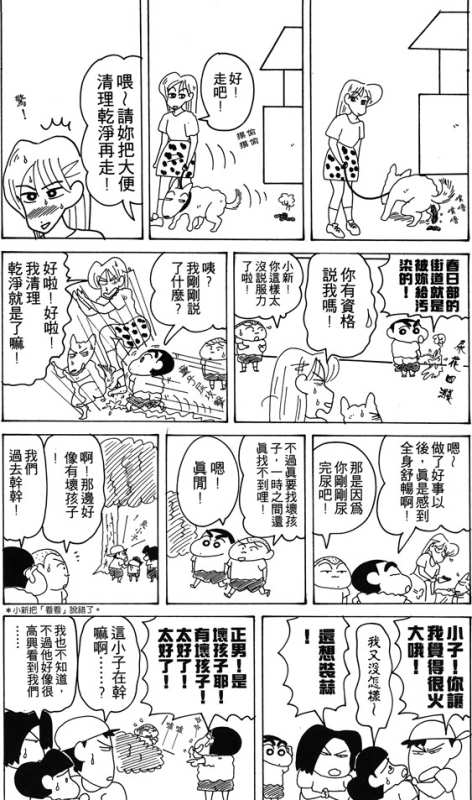 好！
走吧！
喂～請妳把大便
清理乾淨再走！
驚！
春日部的
街道就是
被妳給污
染的！
尿花四濺
你有資格
說我嗎！
小新！
你這樣太
沒說服力
了啦！
咦？
我剛剛說
了什麼？
好啦！好啦！
我清理
乾淨就是了嘛！
嗯～
做了好事以
後，真是感到
全身舒暢啊！
那是因為
你剛剛尿
完尿吧！
不過真要找壞孩
子，一時之間還
真找不到哩！
嗯！
真閒！
啊！那邊好
像有壞孩子！
我們
過去幹幹！
＊小新把「看看」說錯了。
小子！你讓
我覺得很火
大哦！
我又没怎樣～
還想裝蒜
！
正男！是
壞孩子耶！
有壞孩子！
太好了！
太好了！
這小子在幹
嘛啊……？
我也不知道，
不過他好像很
高興看到我們
……